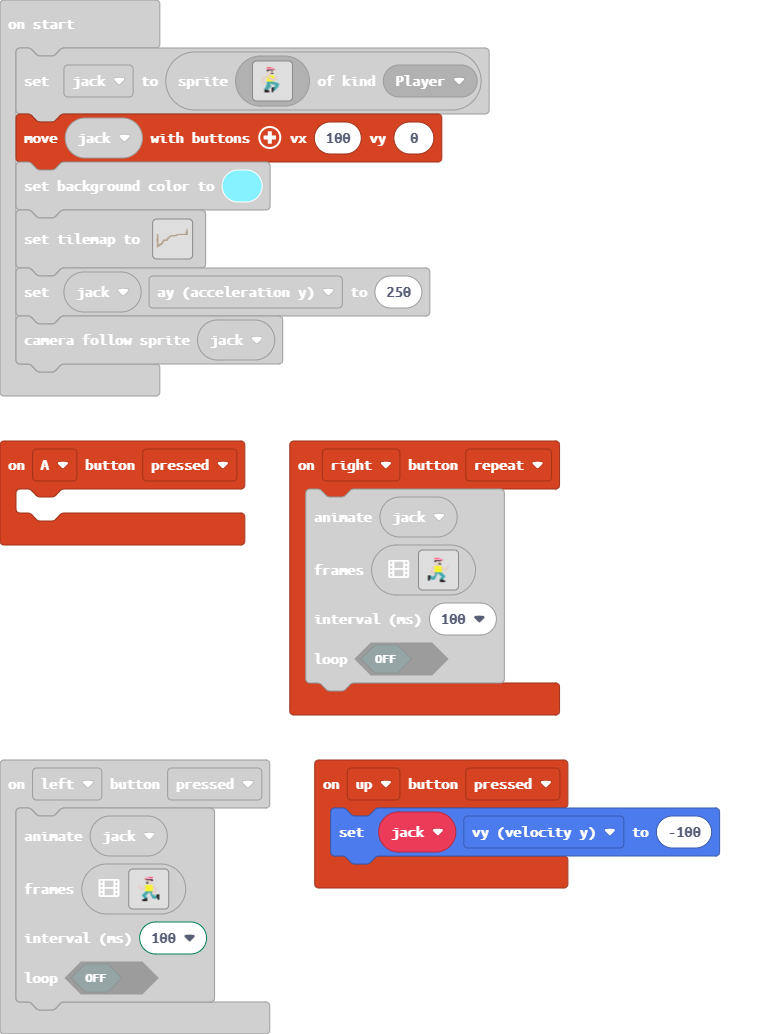 on start
set jack to sprite of kind Player
move jack with buttons vx 100 vy 0
set background color to
set tilemap to
set jack ay (acceleration y) to 250
camera follow sprite jack
on A button pressed
on right button repeat
animate jack
frames
interval (ms) 100
loop OFF
on left button pressed
animate jack
frames
interval (ms) 100
loop OFF
on up button pressed
set jack vy (velocity y) to -100